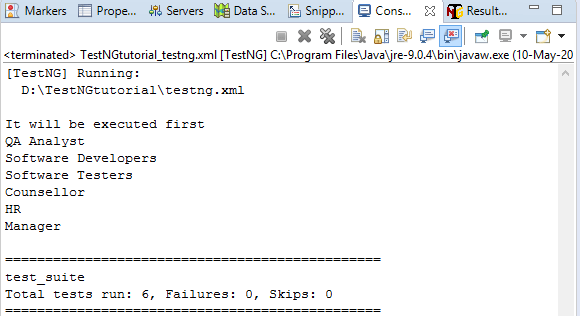 Markers Prope... Servers Data S... Snipp... Cons... Result...
<terminated> TestNGtutorial_testng.xml [TestNG] C:\Program Files\Java\jre-9.0.4\bin\javaw.exe (10-May-20
[TestNG] Running:
D:\TestNGtutorial\testng.xml
It will be executed first
QA Analyst
Software Developers
Software Testers
Counsellor
HR
Manager
===============================================
test_suite
Total tests run: 6, Failures: 0, Skips: 0
===============================================